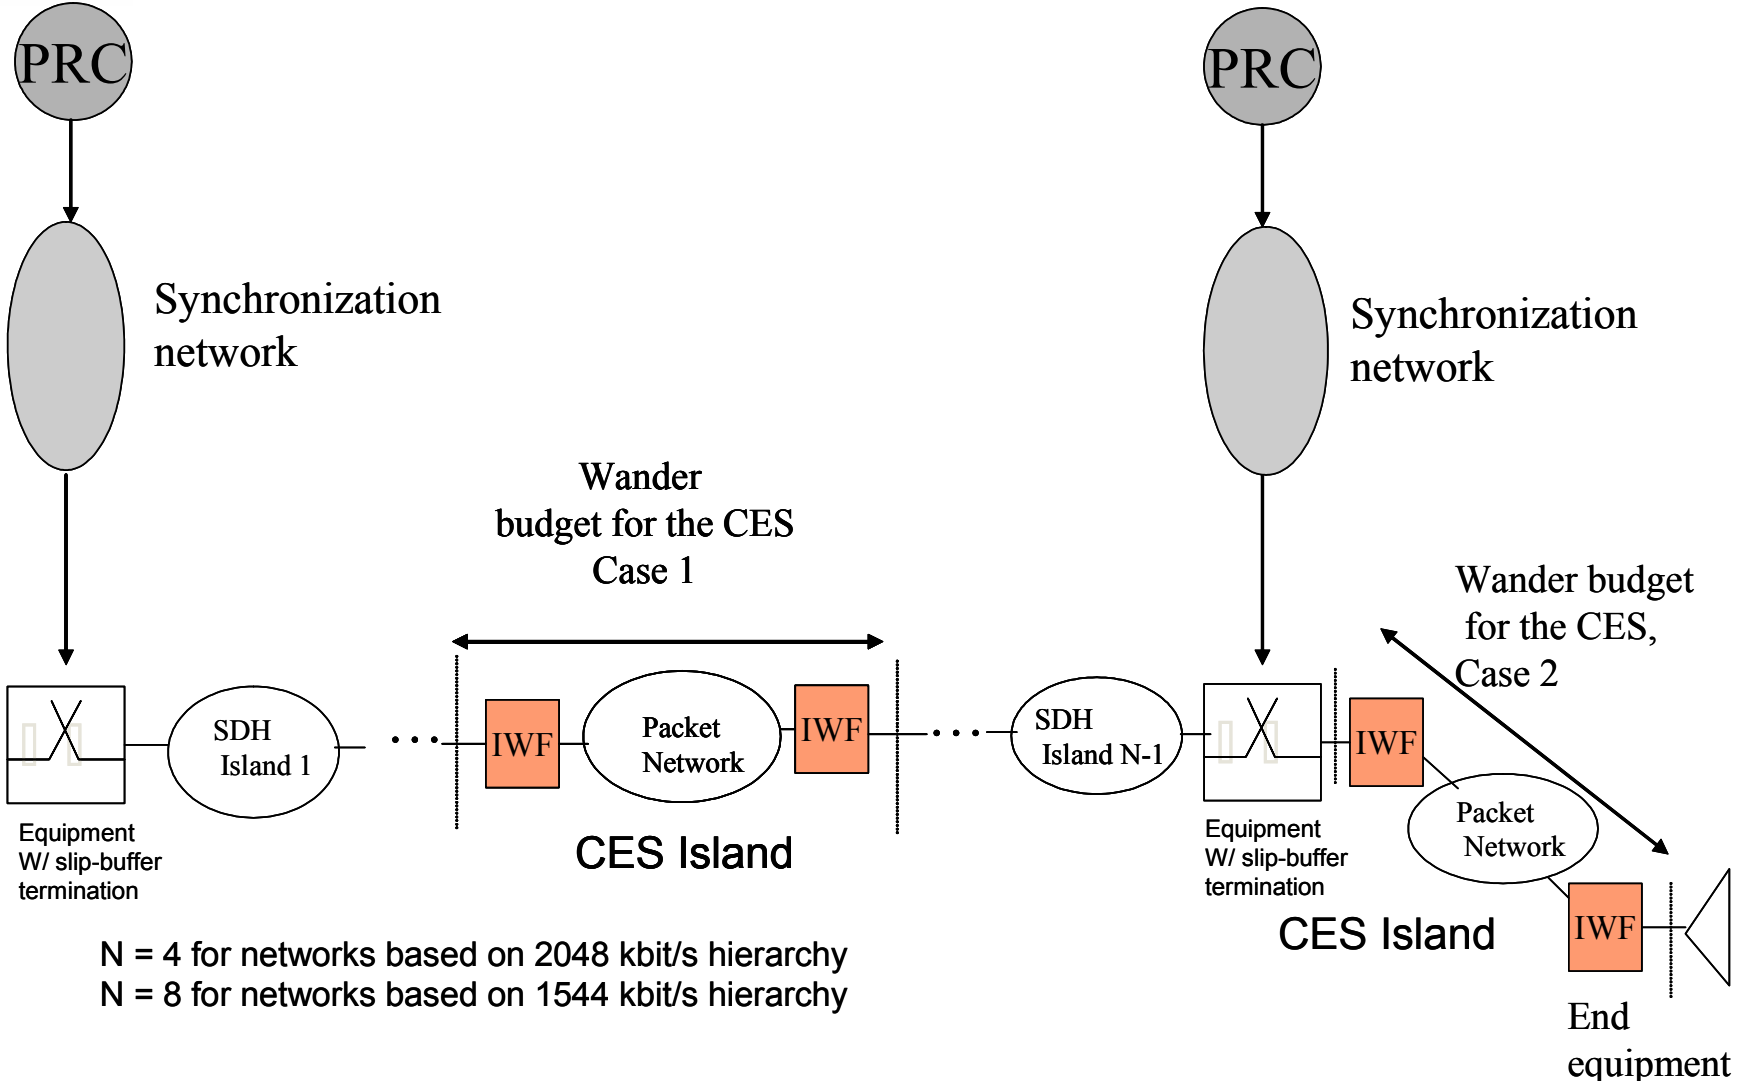 PRC
PRC
Synchronization
network
Synchronization
network
Wander
budget for the CES
Case 1
Wander budget
for the CES,
Case 2
SDH
Island 1
IWF
Packet
Network
IWF
SDH
Island N-1
IWF
Packet
Network
IWF
Equipment
W/ slip-buffer
termination
CES Island
Equipment
W/ slip-buffer
termination
CES Island
N = 4 for networks based on 2048 kbit/s hierarchy
N = 8 for networks based on 1544 kbit/s hierarchy
End
equipment